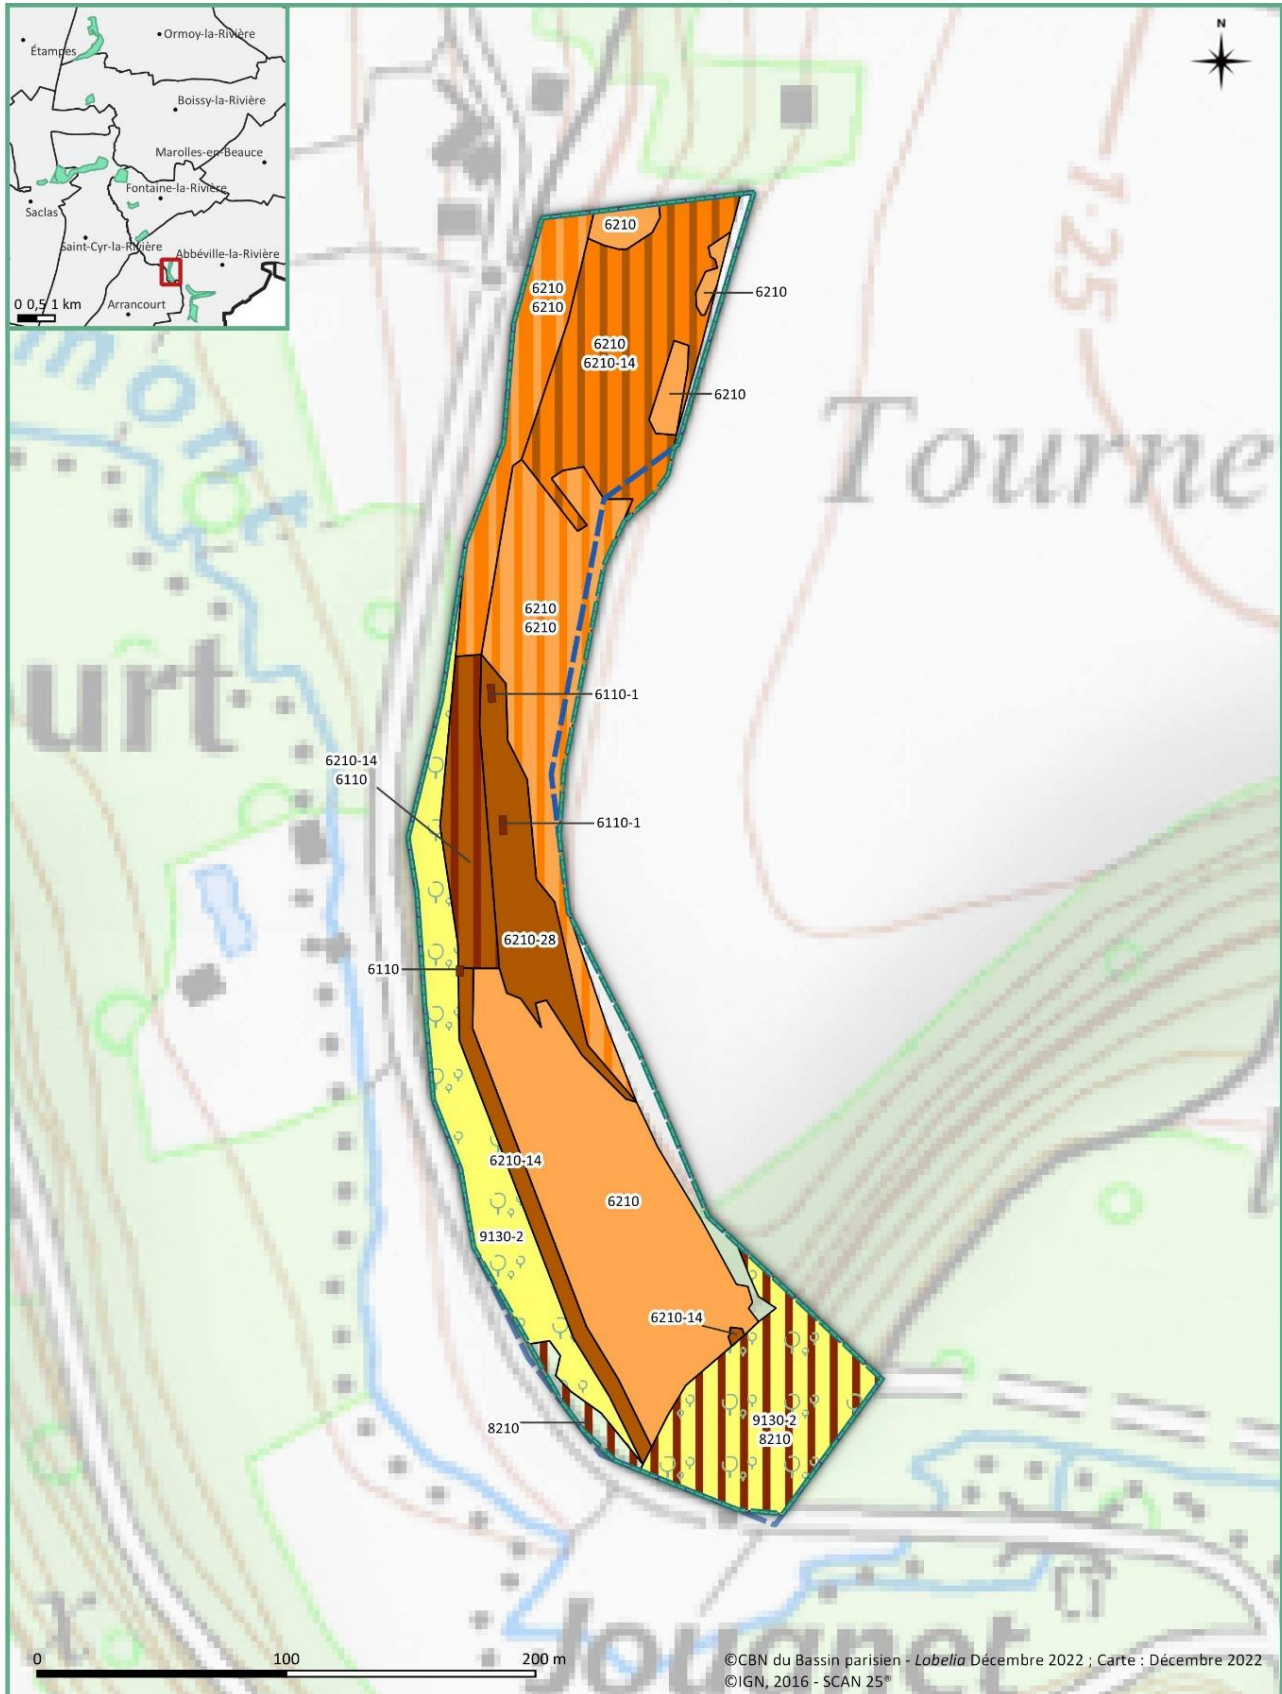 Étampes
Ormoy-la-Rivière
Boissy-la-Rivière
Marolles-en-Beauce
Fontaine-la-Rivière
Saclas
Saint-Cyr-la-Rivière
Abbéville-la-Rivière
Arrancourt
0 0,5 1 km
N
6210
6210
6210
6210
6210
6210-14
6210
1·25
mont
Tourne
6210
6210
6110-1
urt
6210-14
6110
6110-1
6210-28
6110
6210-14
6210
9130-2
6210-14
8210
9130-2
8210
x
Jouanet
0 100 200 m
©CBN du Bassin parisien - Lobelia Décembre 2022 ; Carte : Décembre 2022
©IGN, 2016 - SCAN 25®